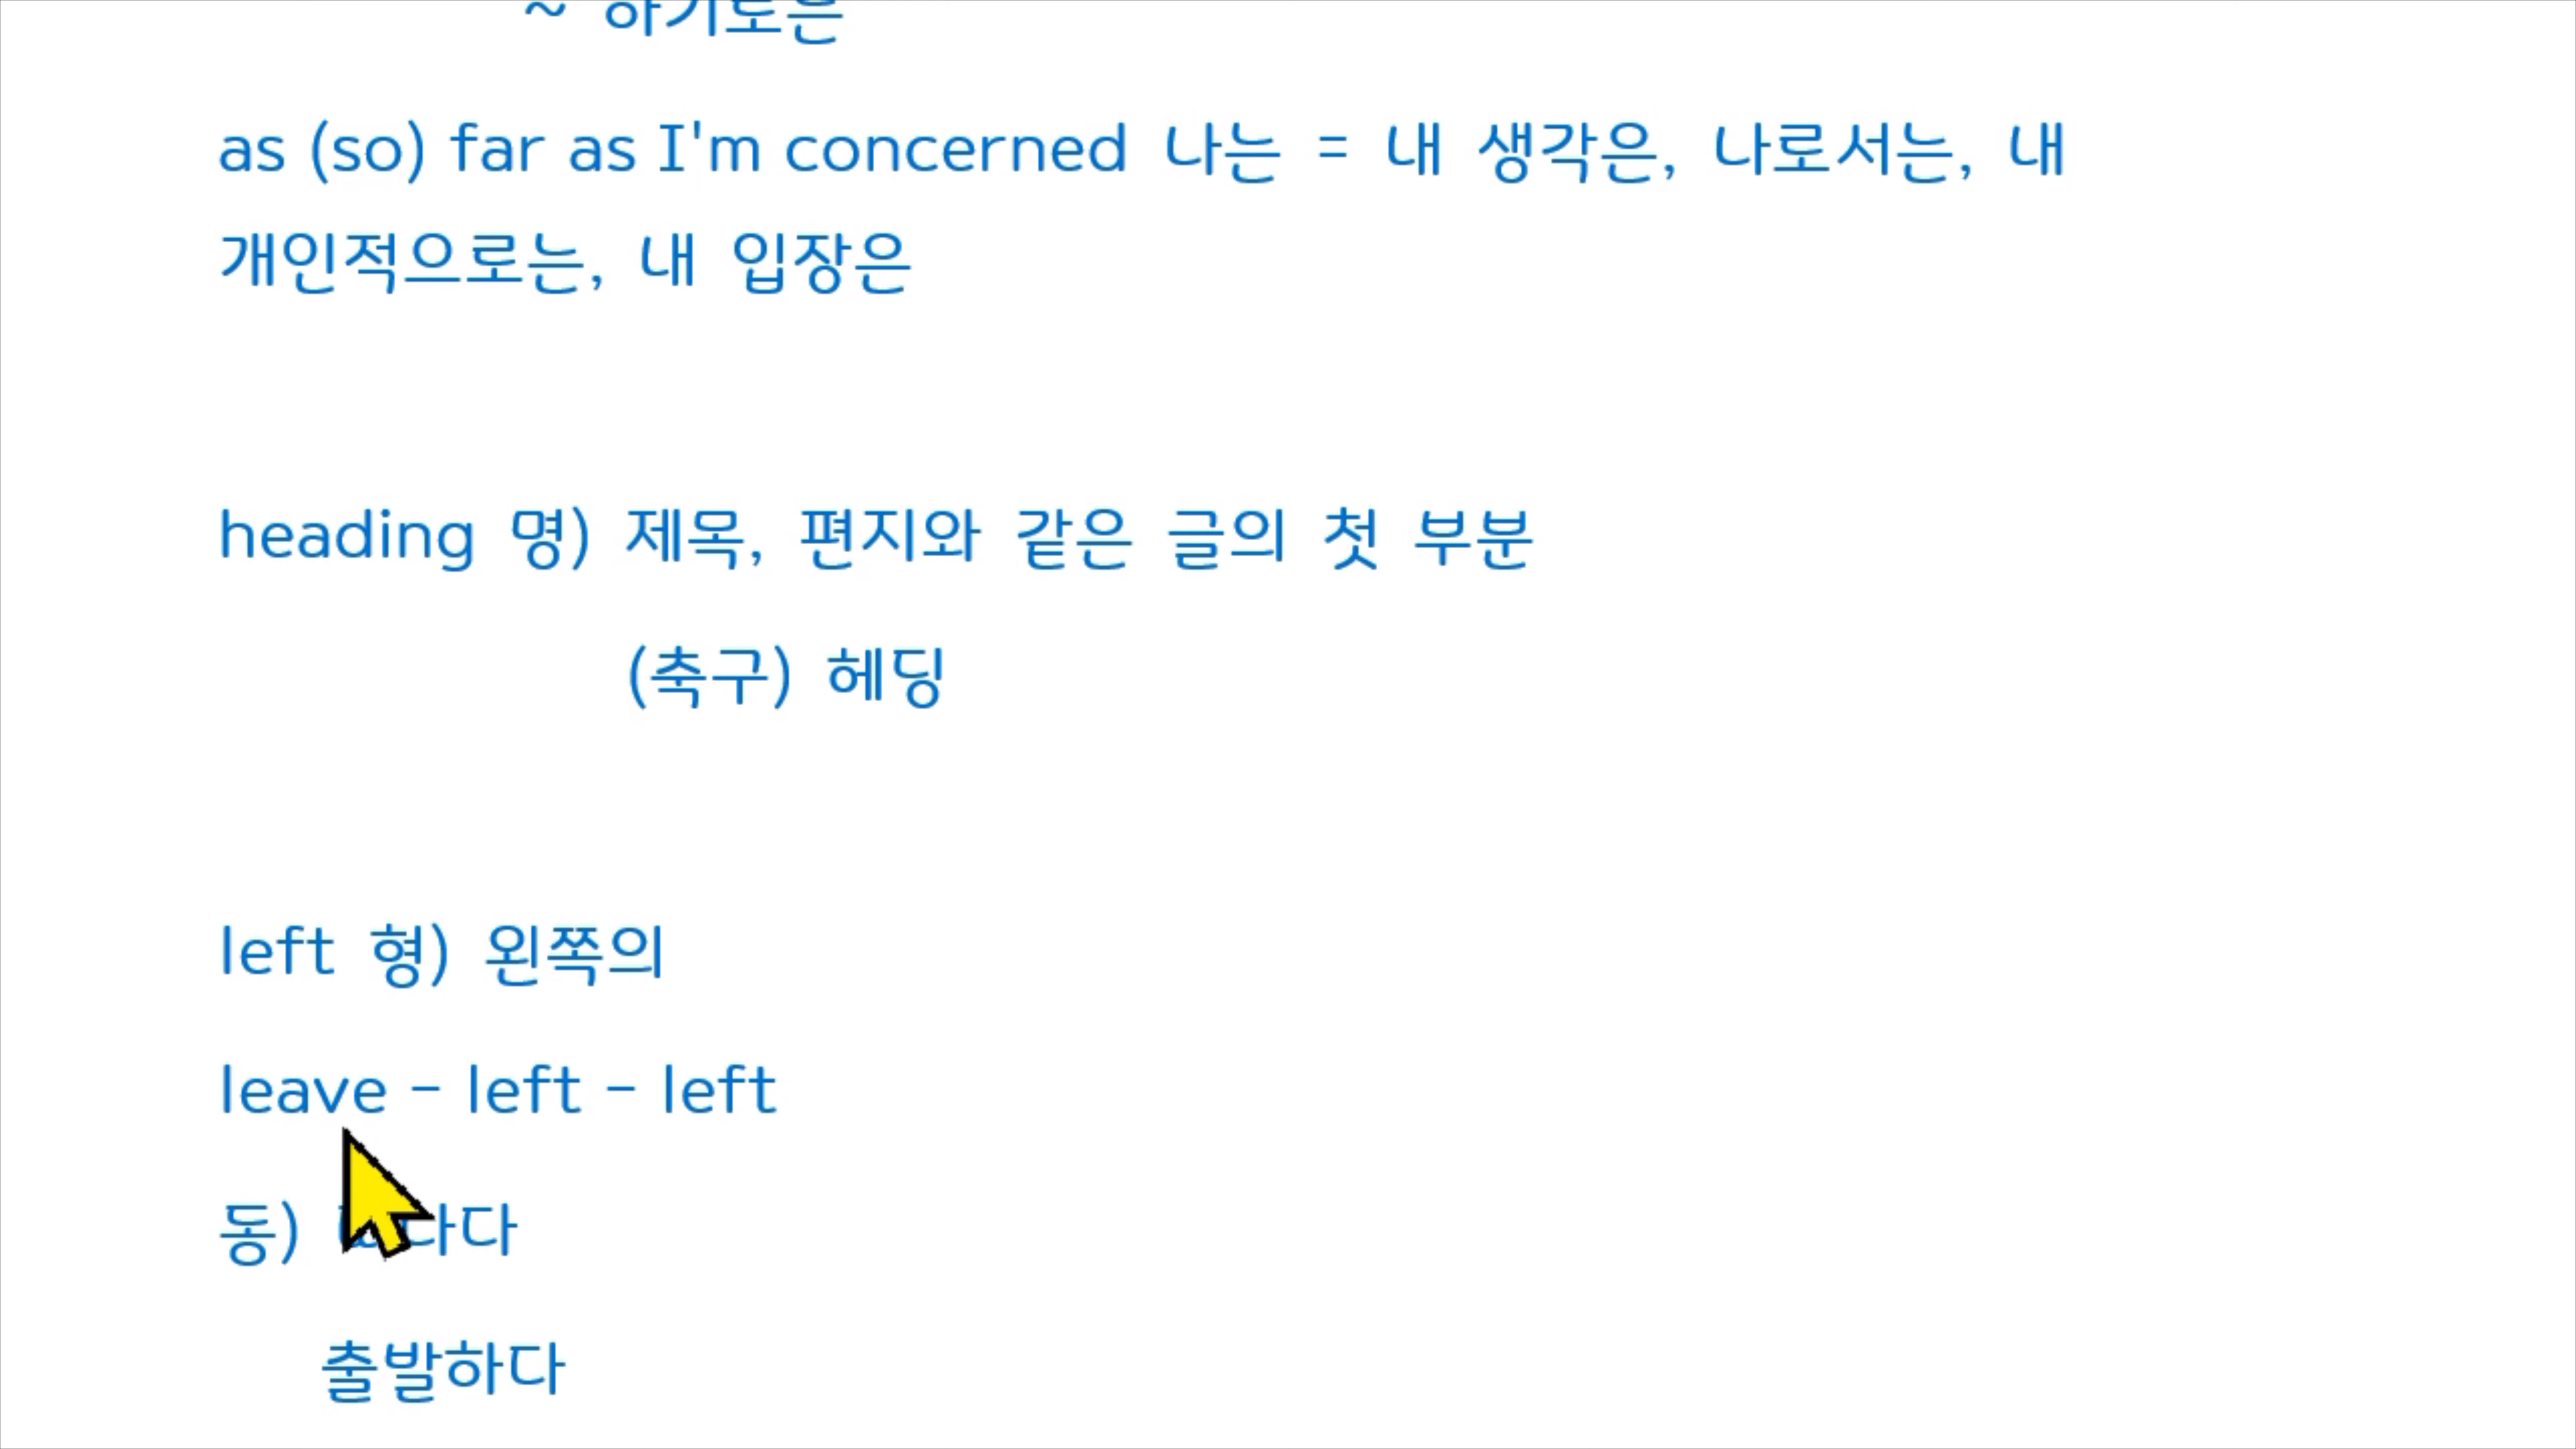 as (so) far as I'm concerned 나는 = 내 생각은, 나로서는, 내
개인적으로는, 내 입장은
heading 명) 제목, 편지와 같은 글의 첫 부분
(축구) 헤딩
left 형) 왼쪽의
leave - left - left
동)
출발하다